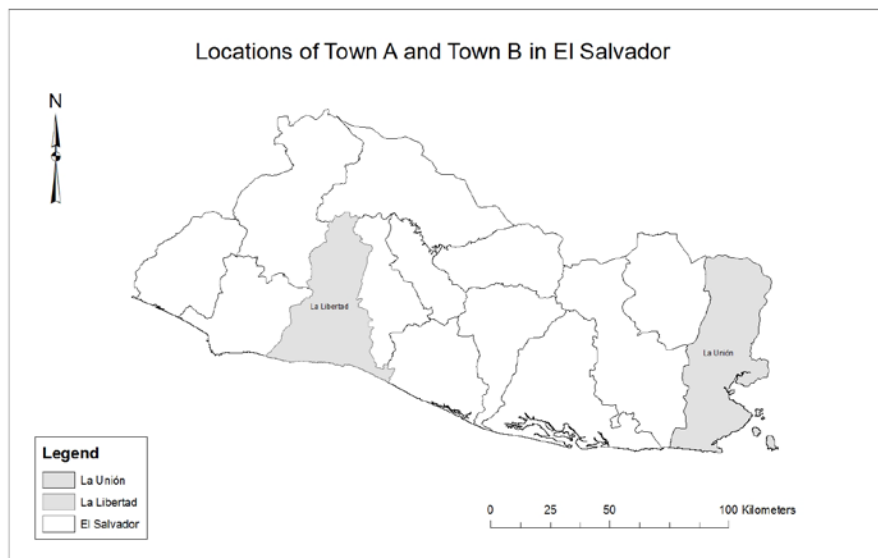 Locations of Town A and Town B in El Salvador
N
La Libertad
La Unión
Legend
La Unión
La Libertad
El Salvador
0 25 50 100 Kilometers